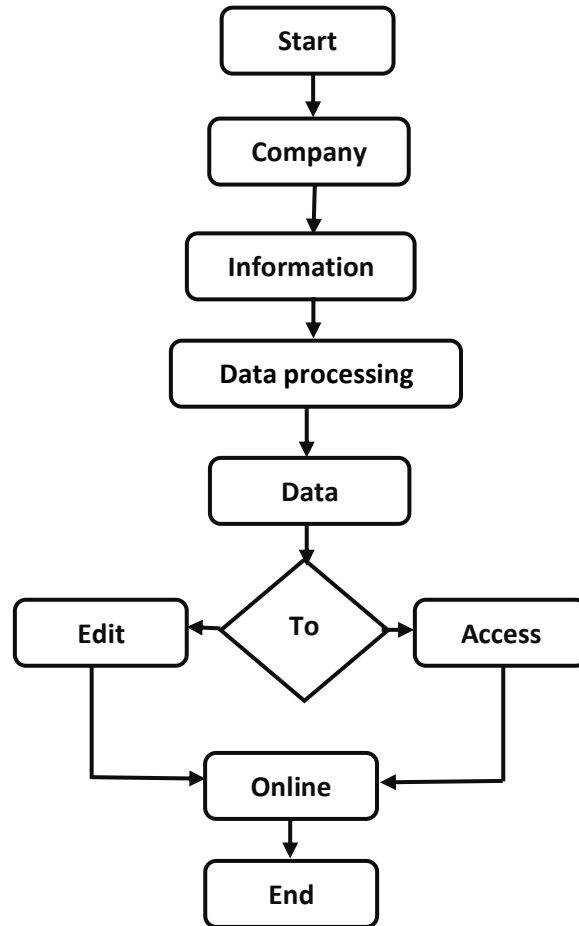 Start
Company
Information
Data processing
Data
To
Edit
Access
Online
End